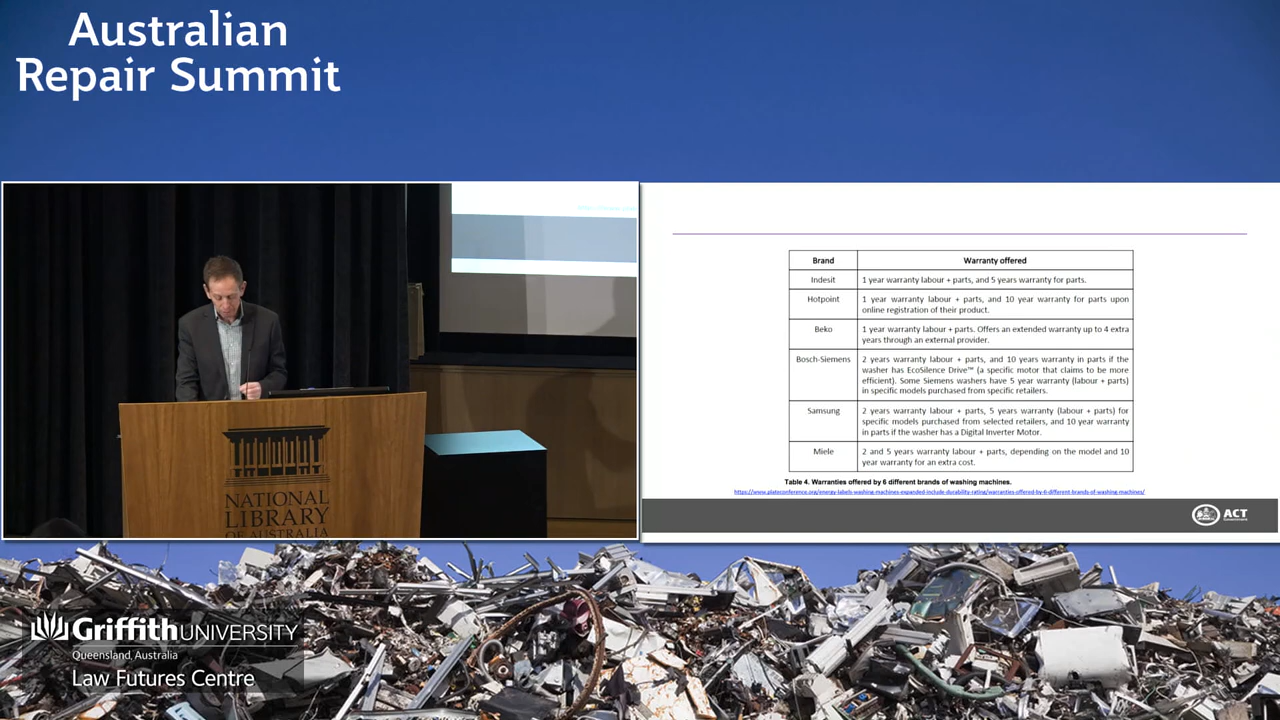 Australian
Repair Summit
NATIONAL
LIBRARY
OF AUSTRALIA
Brand Warranty offered
Indesit 1 year warranty labour + parts, and 5 years warranty for parts.
Hotpoint 1 year warranty labour + parts, and 10 year warranty for parts upon
online registration of their product.
Beko 1 year warranty labour + parts. Offers an extended warranty up to 4 extra
years through an external provider.
Bosch-Siemens 2 years warranty labour + parts, and 10 years warranty in parts if the
washer has EcoSilence Drive™ (a specific motor that claims to be more
efficient). Some Siemens washers have 5 year warranty (labour + parts)
in specific models purchased from specific retailers.
Samsung 2 years warranty labour + parts, 5 years warranty (labour + parts) for
specific models purchased from selected retailers, and 10 year warranty
in parts if the washer has a Digital Inverter Motor.
Miele 2 and 5 years warranty labour + parts, depending on the model and 10
year warranty for an extra cost.
Table 4. Warranties offered by 6 different brands of washing machines.
https://www.plateconference.org/energy-labels-washing-machines-expanded-include-durability-rating/warranties-offered-by-6-different-brands-of-washing-machines/
ACT
Government
Griffith UNIVERSITY
Queensland, Australia
Law Futures Centre